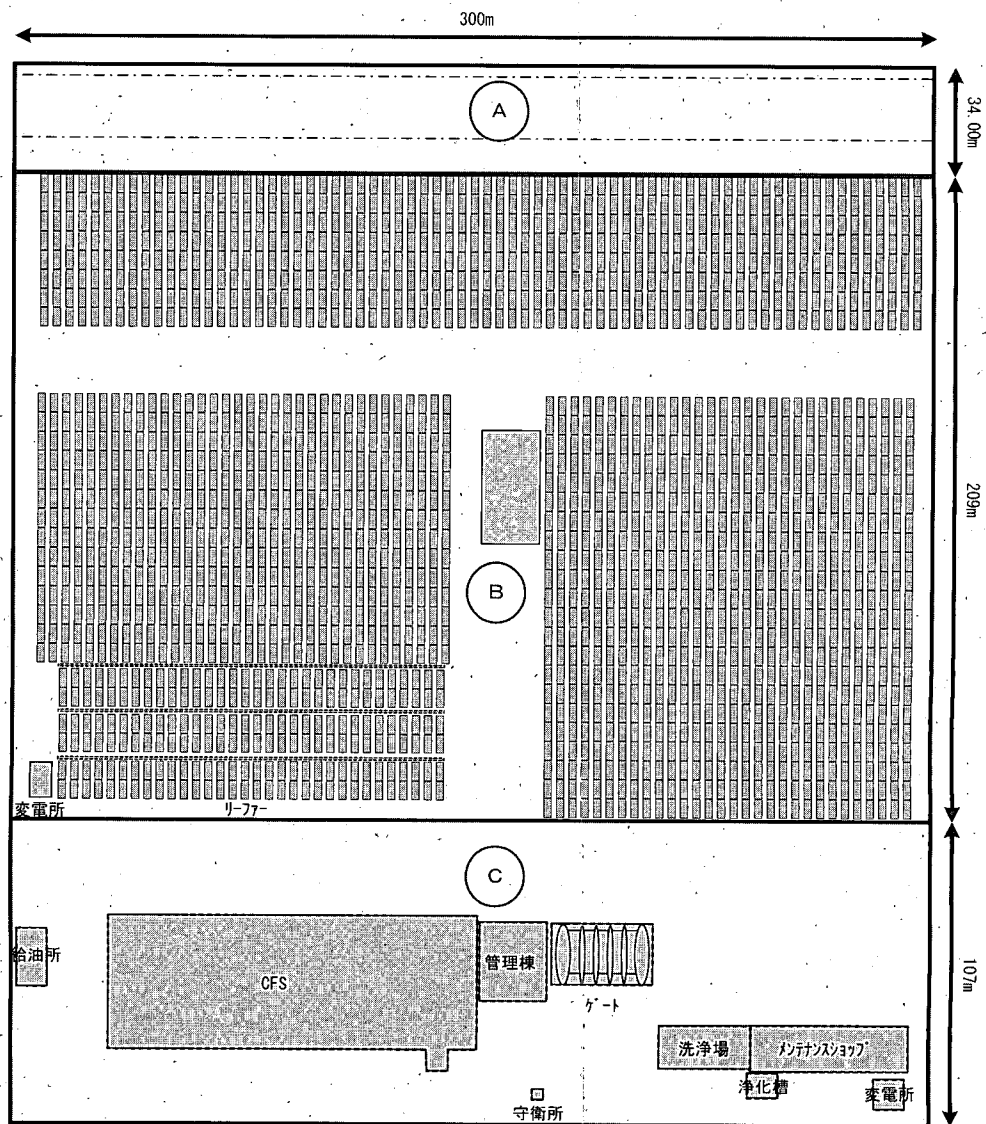 300m
A
34.00m
B
209m
変電所
リーファー
C
給油所
CFS
管理棟
ゲート
107m
洗浄場
メンテナンスショップ
浄化槽
変電所
守衛所